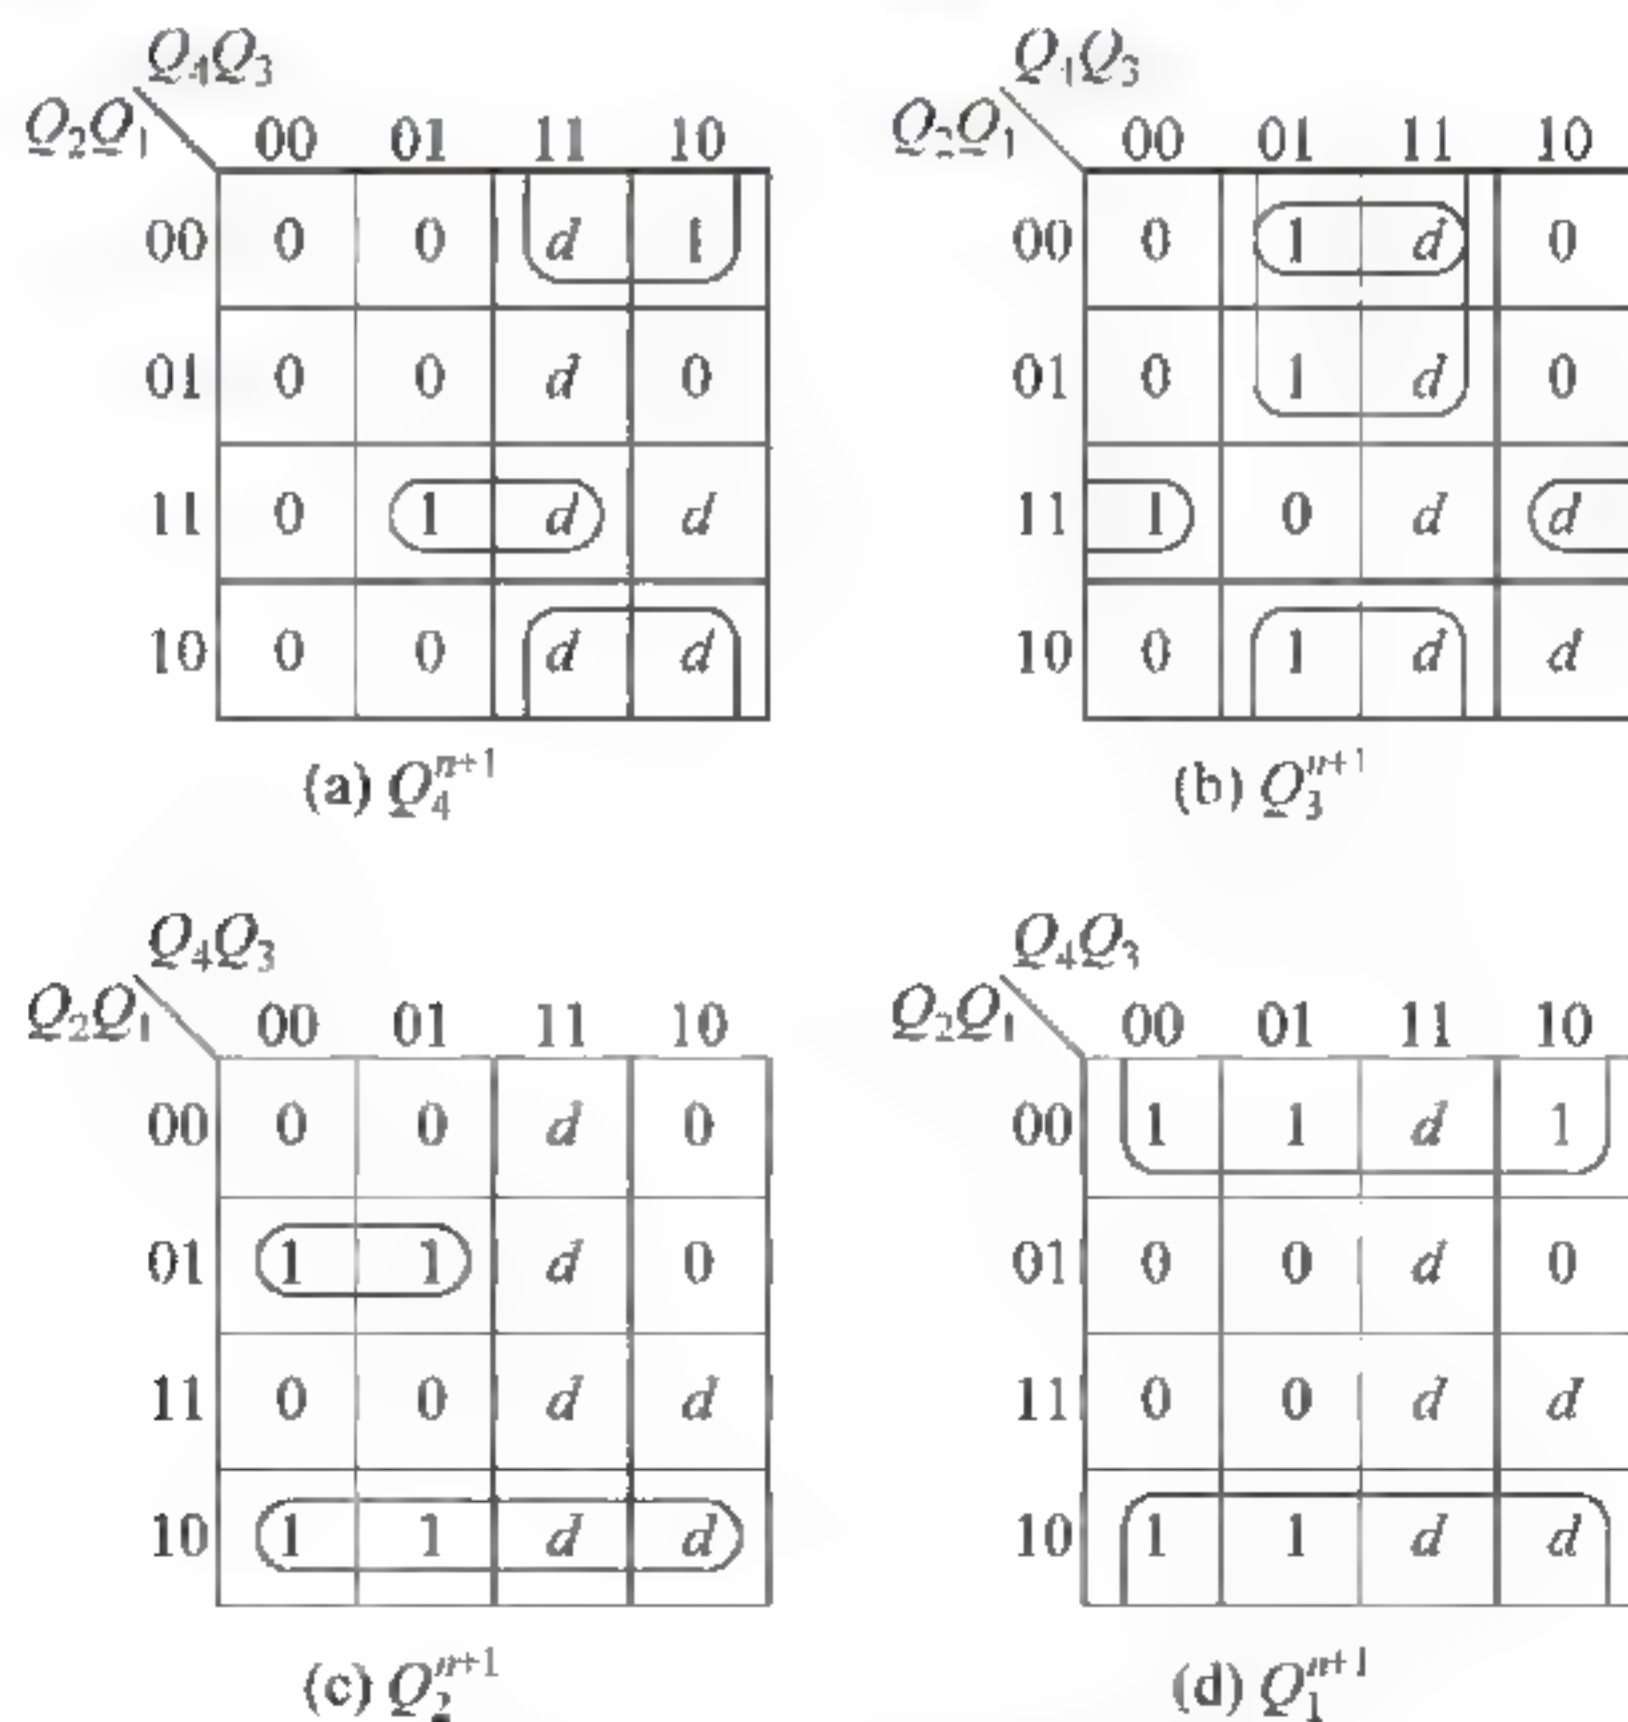 Q4Q3 Q4Q3
Q2Q1 00 01 11 10 Q2Q1 00 01 11 10
00 0 0 d 1 00 0 1 d 0
01 0 0 d 0 01 0 1 d 0
11 0 1 d d 11 1 0 d d
10 0 0 d d 10 0 1 d d
(a) Q4^{n+1} (b) Q3^{n+1}
Q4Q3 Q4Q3
Q2Q1 00 01 11 10 Q2Q1 00 01 11 10
00 0 0 d 0 00 1 1 d 1
01 1 1 d 0 01 0 0 d 0
11 0 0 d d 11 0 0 d d
10 1 1 d d 10 1 1 d d
(c) Q2^{n+1} (d) Q1^{n+1}